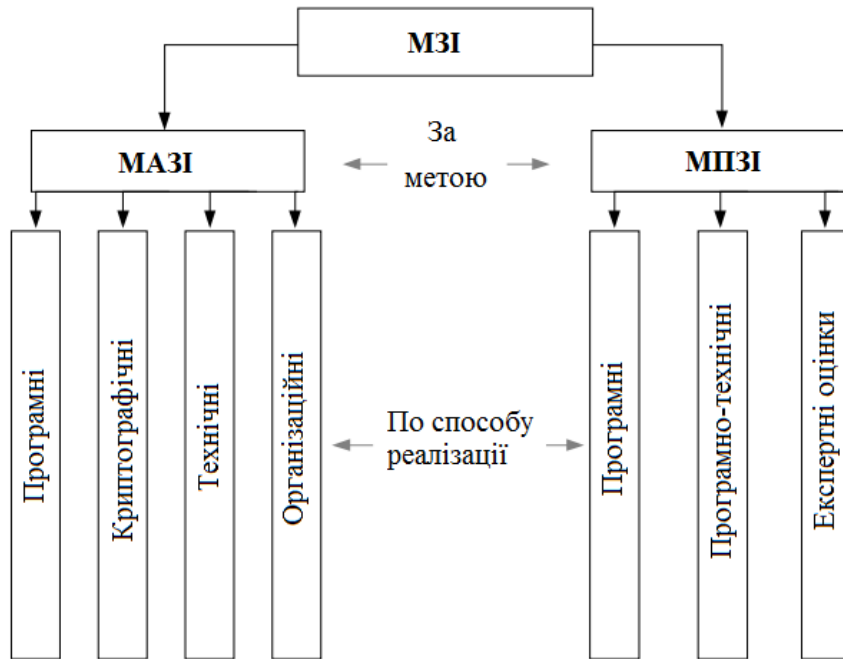 МЗІ
МАЗІ
За
метою
МПЗІ
Програмні
Криптографічні
Технічні
Організаційні
По способу
реалізації
Програмні
Програмно-технічні
Експертні оцінки